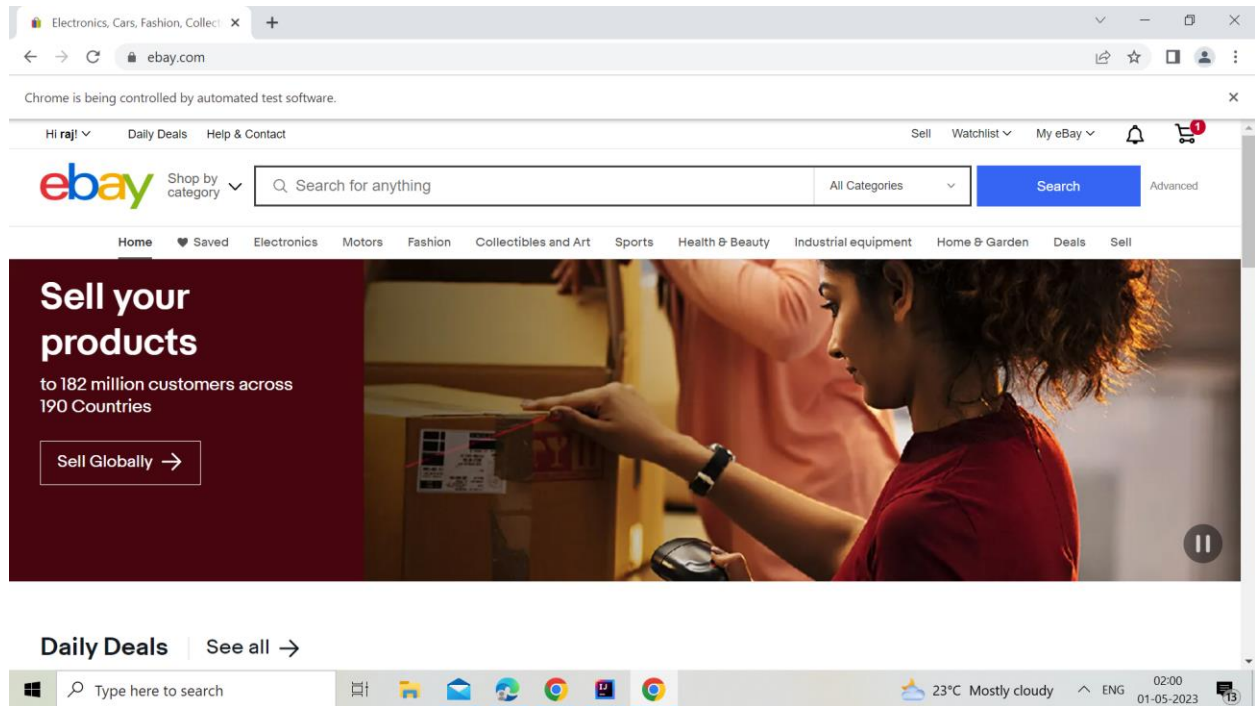 Electronics, Cars, Fashion, Collect
ebay.com
Chrome is being controlled by automated test software.
Hi raj! Daily Deals Help & Contact Sell Watchlist My eBay 1
ebay Shop by category Search for anything All Categories Search Advanced
Home Saved Electronics Motors Fashion Collectibles and Art Sports Health & Beauty Industrial equipment Home & Garden Deals Sell
Sell your
products
to 182 million customers across
190 Countries
Sell Globally →
Daily Deals See all →
Type here to search 23°C Mostly cloudy ENG 02:00
01-05-2023 13